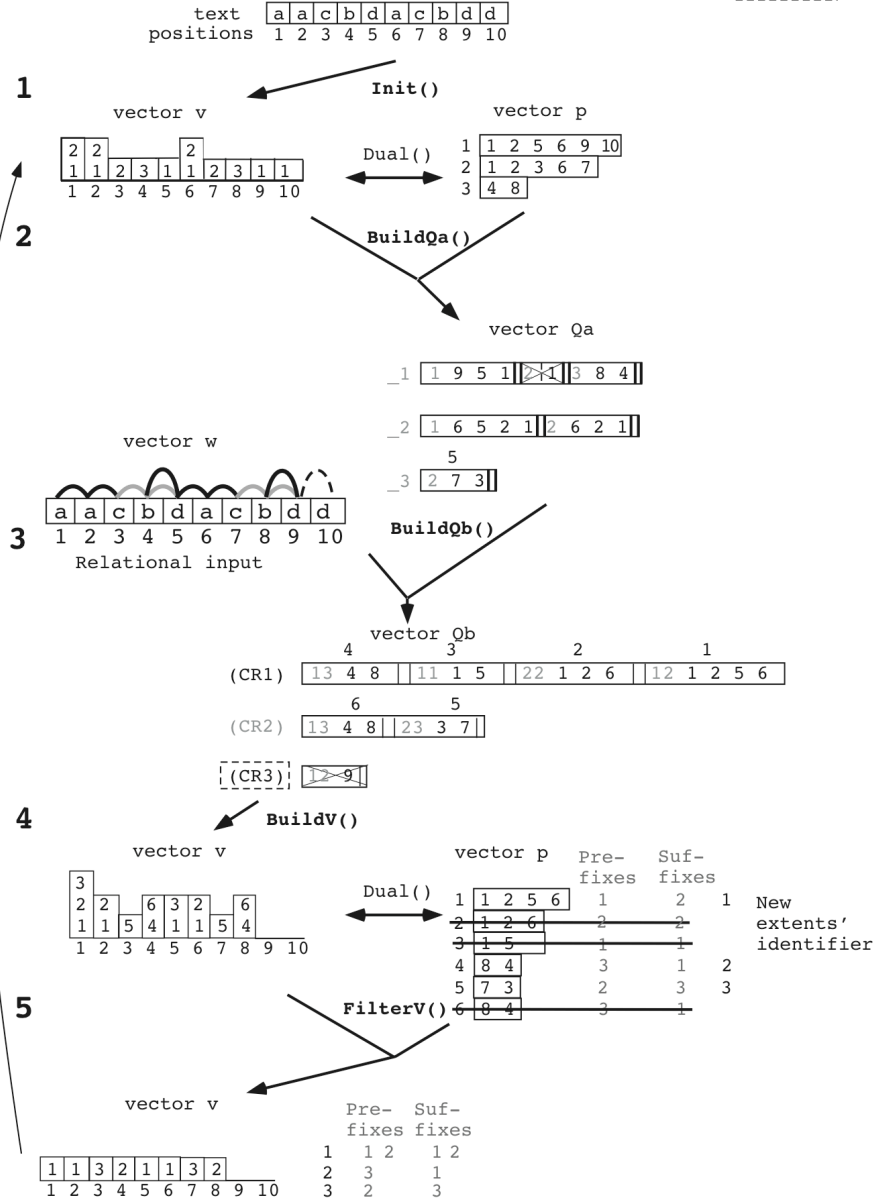 text a a c b d a c b d d
positions 1 2 3 4 5 6 7 8 9 10
1 Init()
vector v vector p
2 2 2 Dual() 1 1 2 5 6 9 10
1 1 2 3 1 1 2 3 1 1 2 1 2 3 6 7
1 2 3 4 5 6 7 8 9 10 3 4 8
2 BuildQa()
vector Qa
_1 1 9 5 1 2 1 3 8 4
_2 1 6 5 2 1 2 6 2 1
vector w
5
_3 2 7 3
a a c b d a c b d d
3 1 2 3 4 5 6 7 8 9 10 BuildQb()
Relational input
vector Qb
4 3 2 1
(CR1) 13 4 8 11 1 5 22 1 2 6 12 1 2 5 6
6 5
(CR2) 13 4 8 23 3 7
(CR3) 12 9
4 BuildV()
vector v vector p Pre- Suf-
fixes fixes
3
2 2 6 3 2 6 Dual() 1 1 2 5 6 1 2 1 New
1 1 5 4 1 1 5 4 2 1 2 6 2 2 extents'
1 2 3 4 5 6 7 8 9 10 3 1 5 1 1 identifier
4 8 4 3 1 2
5 7 3 2 3 3
5 FilterV() 6 8 4 3 1
vector v Pre- Suf-
fixes fixes
1 1 3 2 1 1 3 2 1 1 2 1 2
2 3 1
1 2 3 4 5 6 7 8 9 10 3 2 3